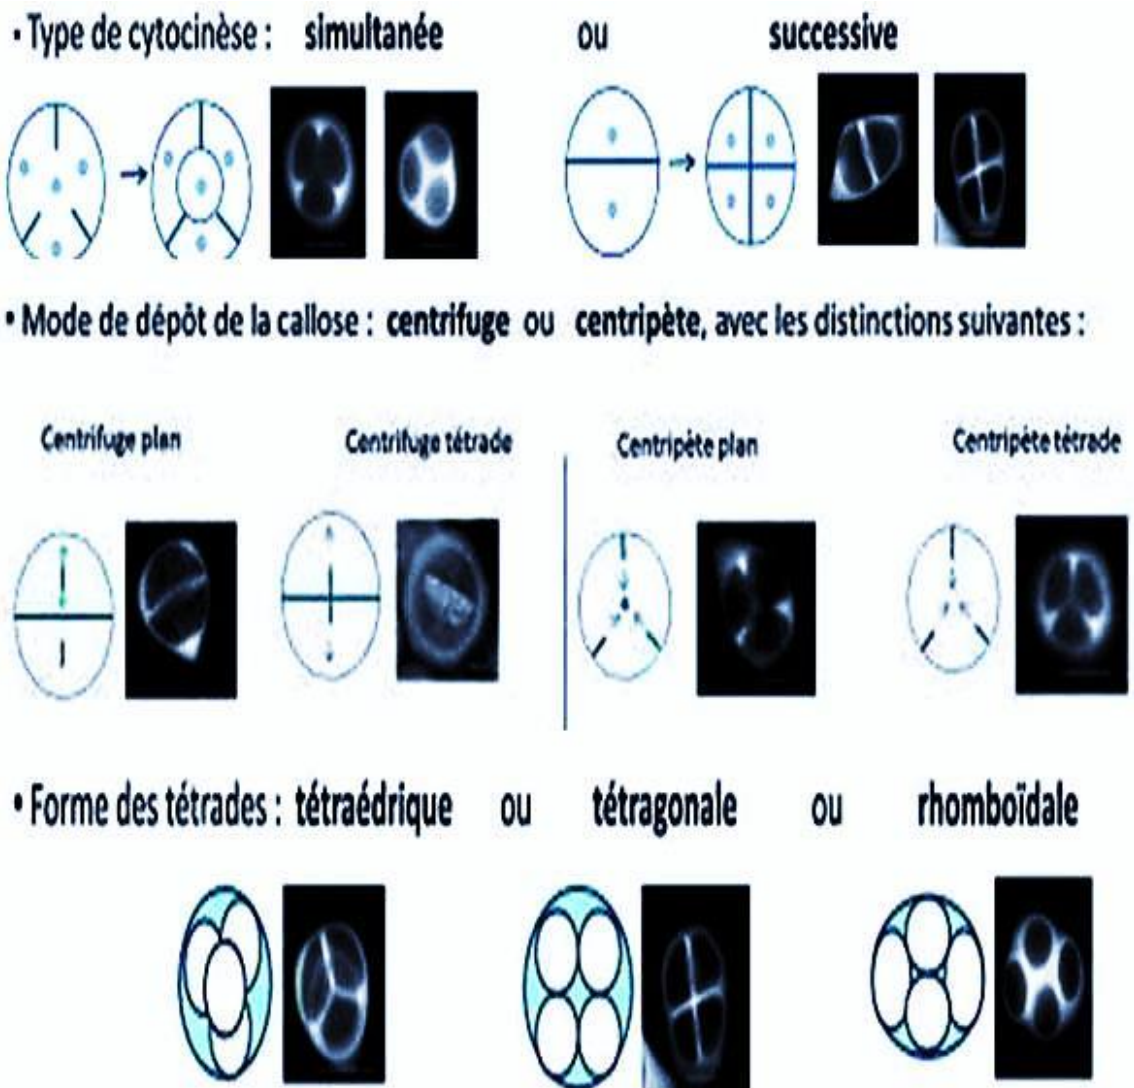 • Type de cytocinèse : simultanée ou successive
• Mode de dépôt de la callose : centrifuge ou centripète, avec les distinctions suivantes :
Centrifuge plan Centrifuge tétrade Centripète plan Centripète tétrade
• Forme des tétrades : tétraédrique ou tétragonale ou rhomboïdale